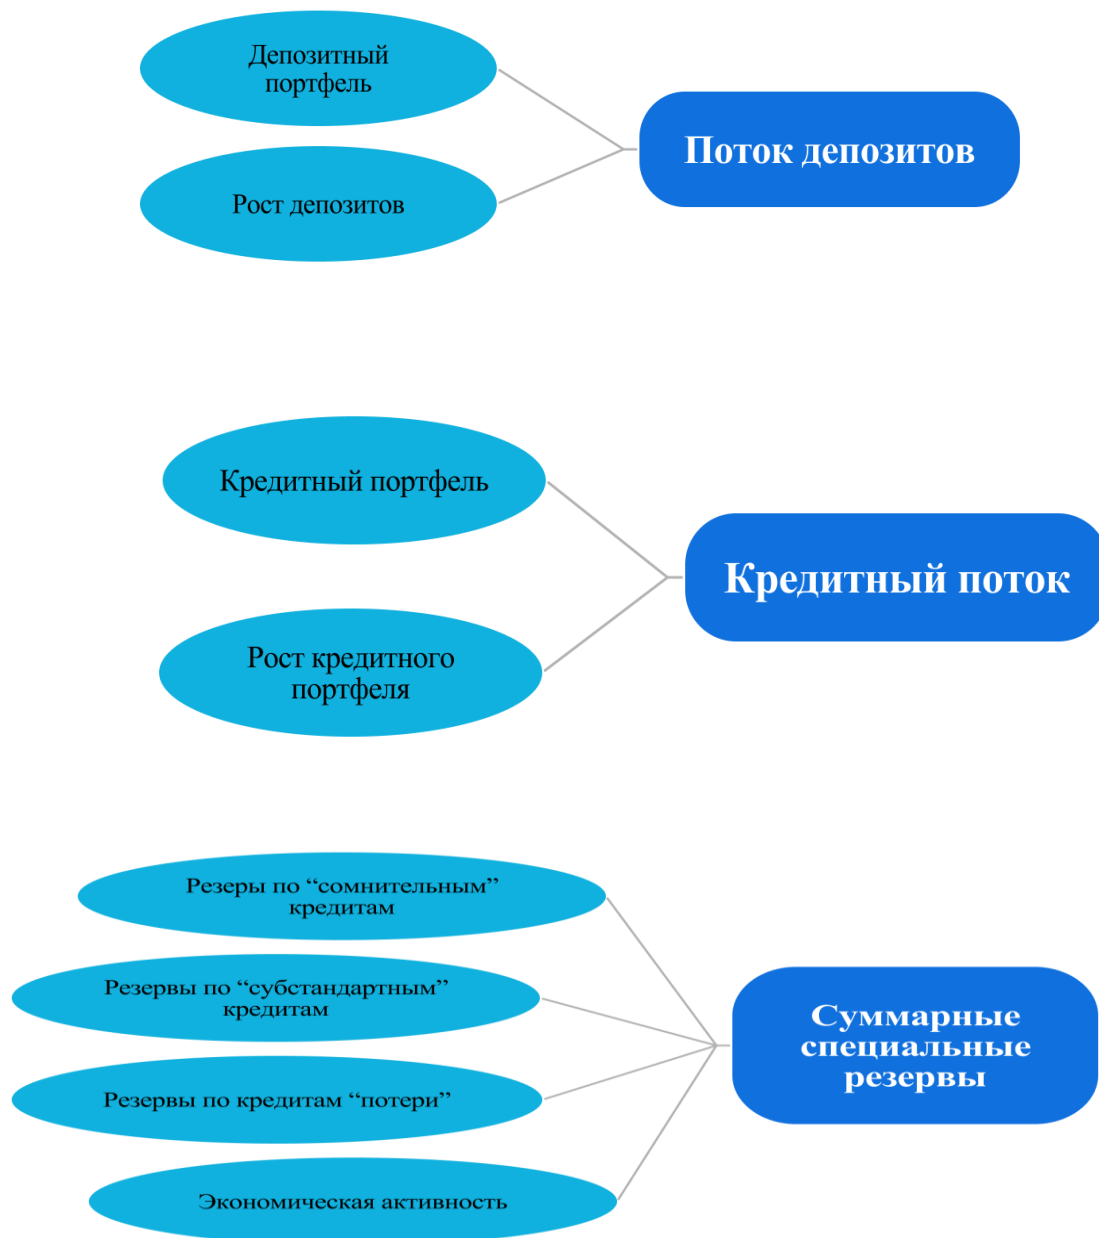 Депозитный
портфель
Поток депозитов
Рост депозитов
Кредитный портфель
Кредитный поток
Рост кредитного
портфеля
Резеры по “сомнительным”
кредитам
Резервы по “субстандартным”
кредитам
Суммарные
специальные
резервы
Резервы по кредитам “потери”
Экономическая активность